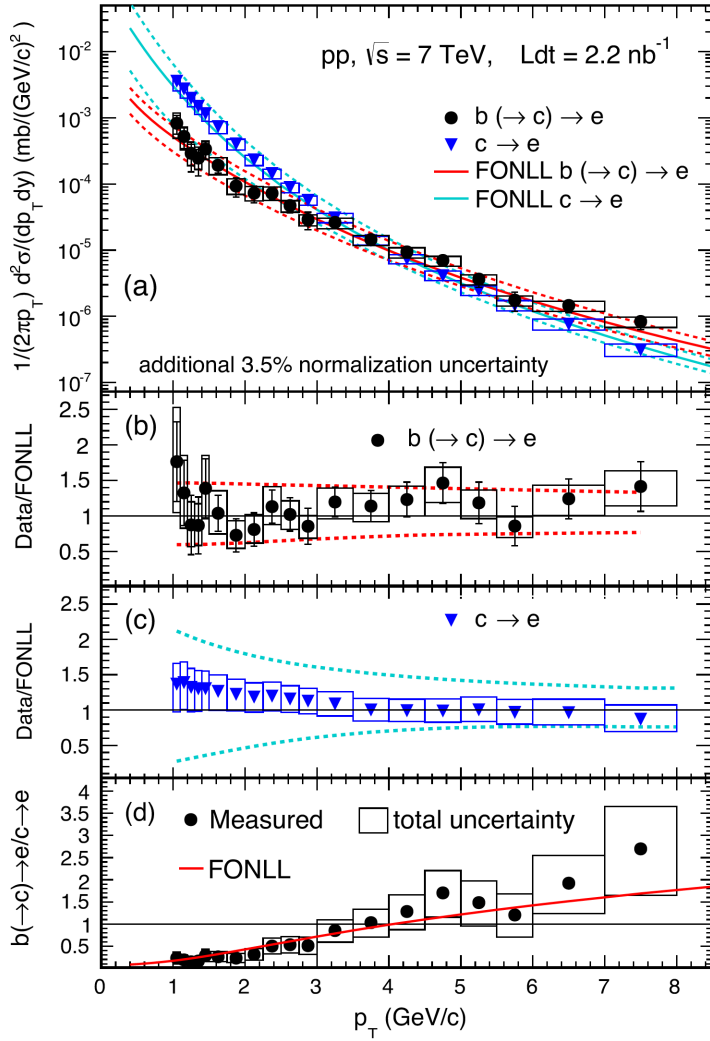 (a)
pp, √s = 7 TeV, Ldt = 2.2 nb⁻¹
b (→ c) → e
c → e
FONLL b (→ c) → e
FONLL c → e
additional 3.5% normalization uncertainty
1/(2πp_T) d²σ/(dp_T dy) (mb/(GeV/c)²)
10⁻²
10⁻³
10⁻⁴
10⁻⁵
10⁻⁶
10⁻⁷
(b)
b (→ c) → e
Data/FONLL
2.5
2
1.5
1
0.5
(c)
c → e
Data/FONLL
2.5
2
1.5
1
0.5
(d)
Measured
total uncertainty
FONLL
b(→c)→e/c→e
4
3.5
3
2.5
2
1.5
1
0.5
0 1 2 3 4 5 6 7 8
p_T (GeV/c)